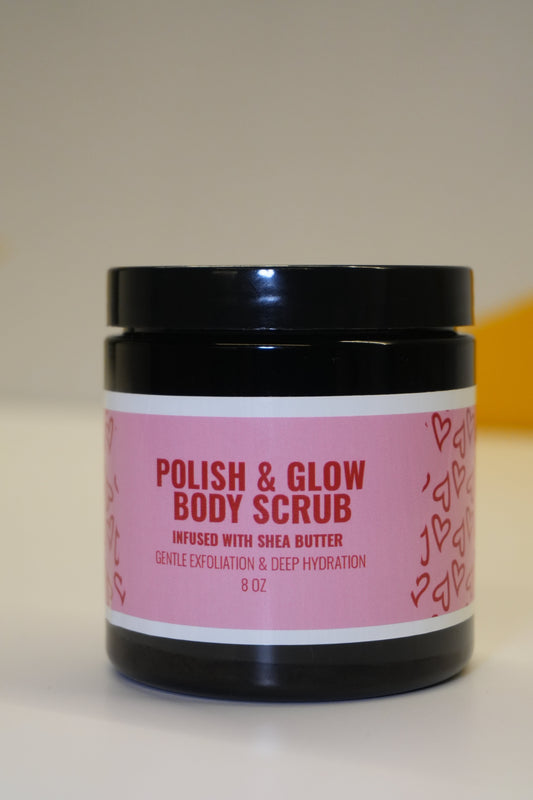 POLISH & GLOW
BODY SCRUB
INFUSED WITH SHEA BUTTER
GENTLE EXFOLIATION & DEEP HYDRATION
8 OZ